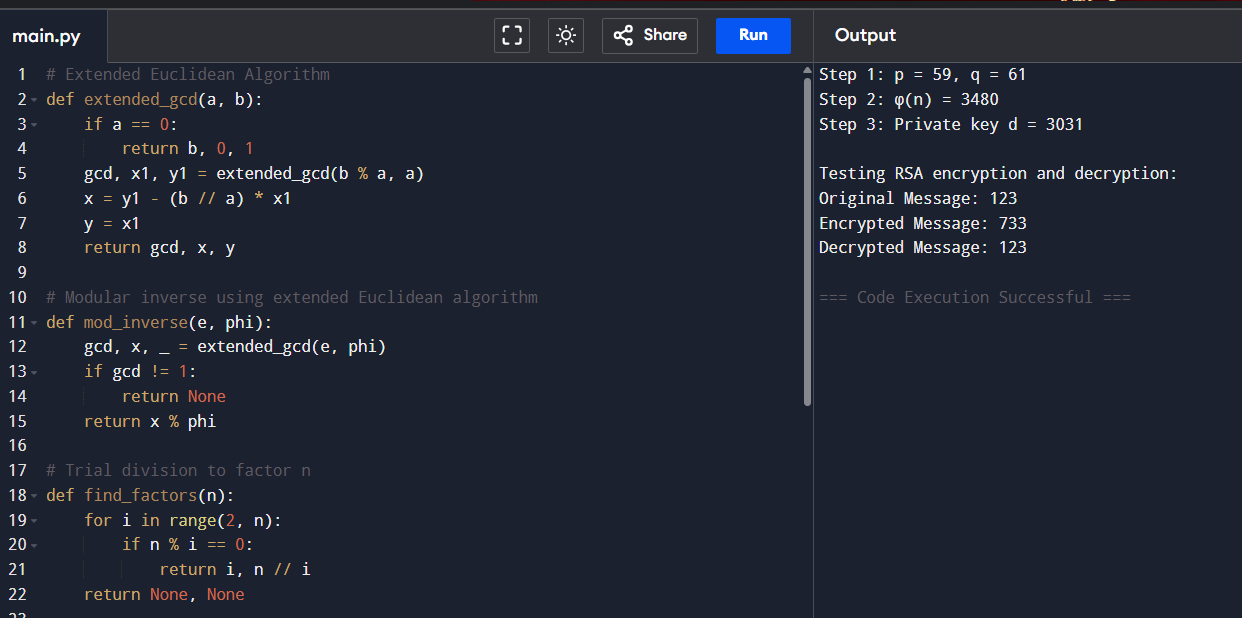 main.py
Share
Run
Output
1 # Extended Euclidean Algorithm
2 def extended_gcd(a, b):
3     if a == 0:
4         return b, 0, 1
5     gcd, x1, y1 = extended_gcd(b % a, a)
6     x = y1 - (b // a) * x1
7     y = x1
8     return gcd, x, y
9
10 # Modular inverse using extended Euclidean algorithm
11 def mod_inverse(e, phi):
12     gcd, x, _ = extended_gcd(e, phi)
13     if gcd != 1:
14         return None
15     return x % phi
16
17 # Trial division to factor n
18 def find_factors(n):
19     for i in range(2, n):
20         if n % i == 0:
21             return i, n // i
22     return None, None
Step 1: p = 59, q = 61
Step 2: φ(n) = 3480
Step 3: Private key d = 3031
Testing RSA encryption and decryption:
Original Message: 123
Encrypted Message: 733
Decrypted Message: 123
=== Code Execution Successful ===